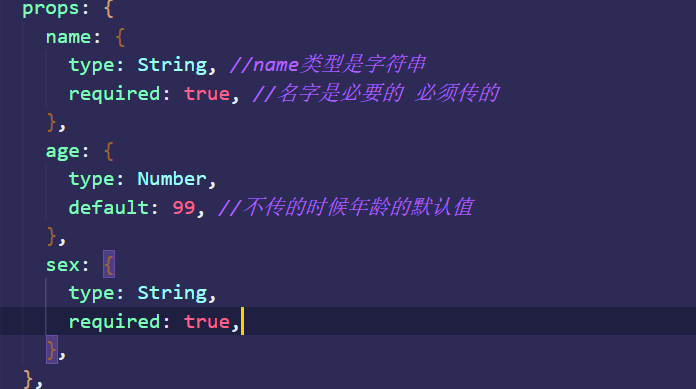 props: {
name: {
type: String, //name类型是字符串
required: true, //名字是必要的 必须传的
},
age: {
type: Number,
default: 99, //不传的时候年龄的默认值
},
sex: {
type: String,
required: true,
},
},